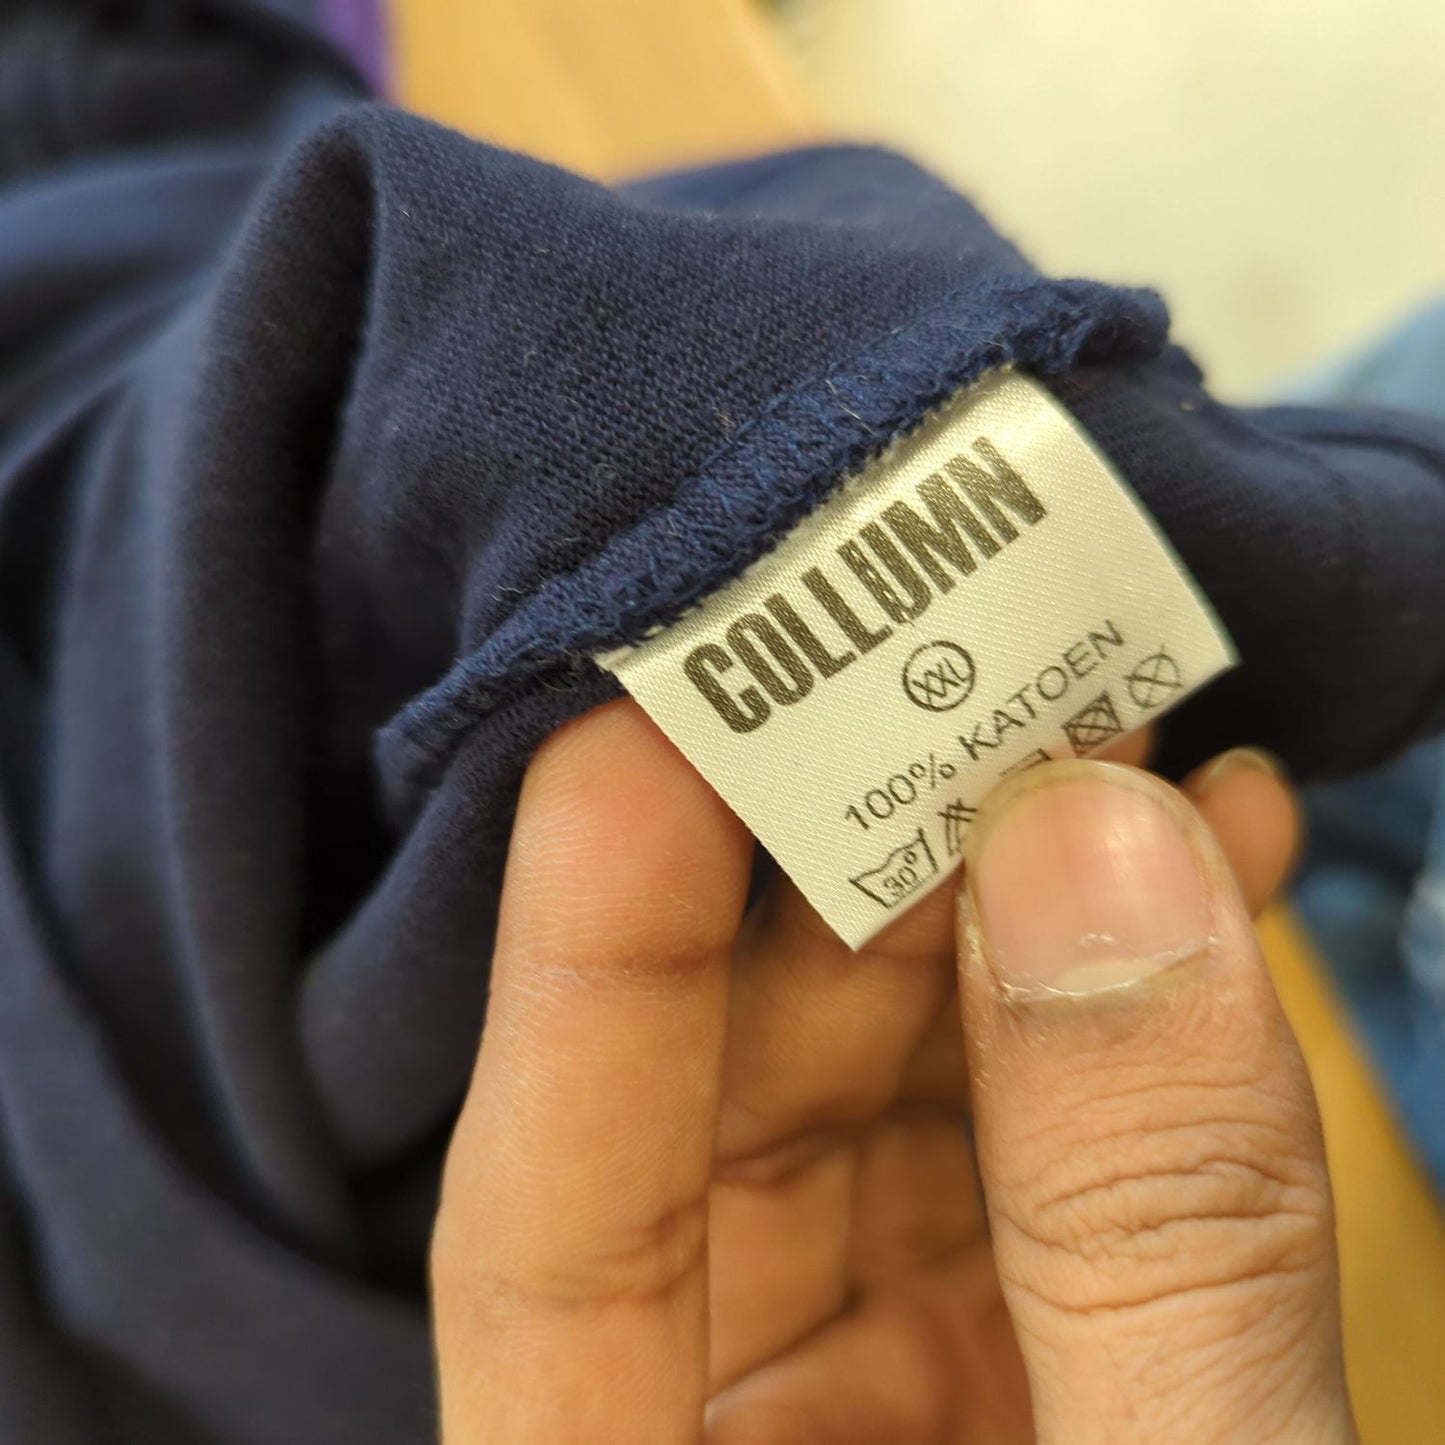 COLLUMN
XXL
100% KATOEN
30°